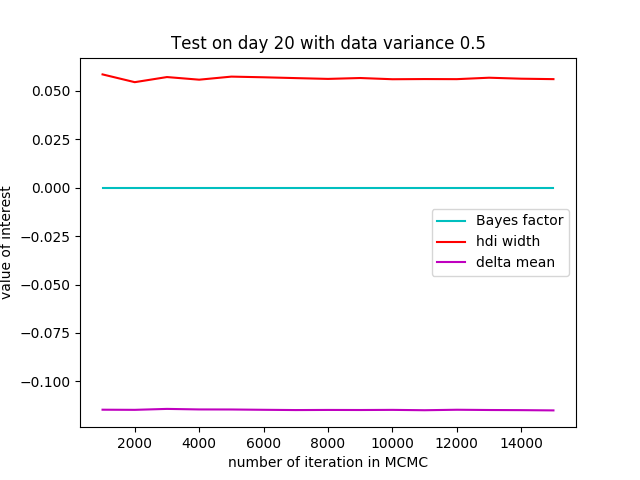 Test on day 20 with data variance 0.5
0.050
0.025
0.000
−0.025
−0.050
−0.075
−0.100
value of interest
Bayes factor
hdi width
delta mean
2000 4000 6000 8000 10000 12000 14000
number of iteration in MCMC